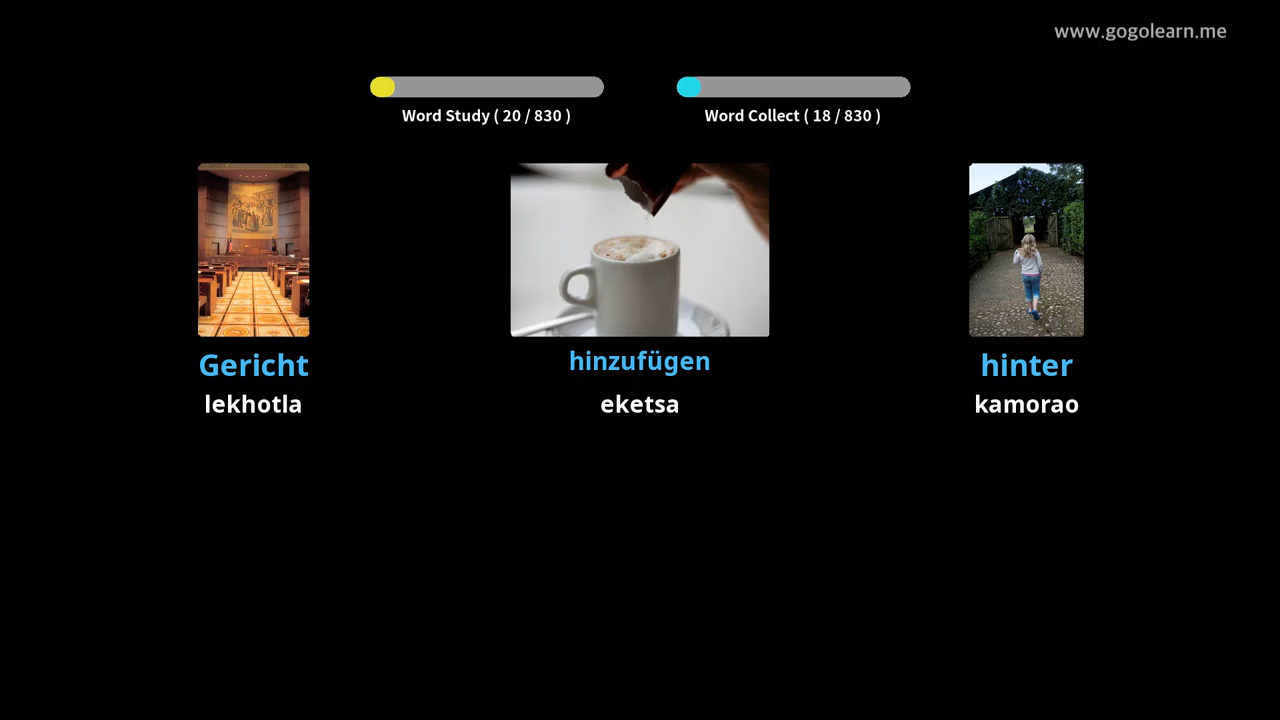 www.gogolearn.me
Word Study ( 20 / 830 )
Word Collect ( 18 / 830 )
Gericht
lekhotla
hinzufügen
eketsa
hinter
kamorao